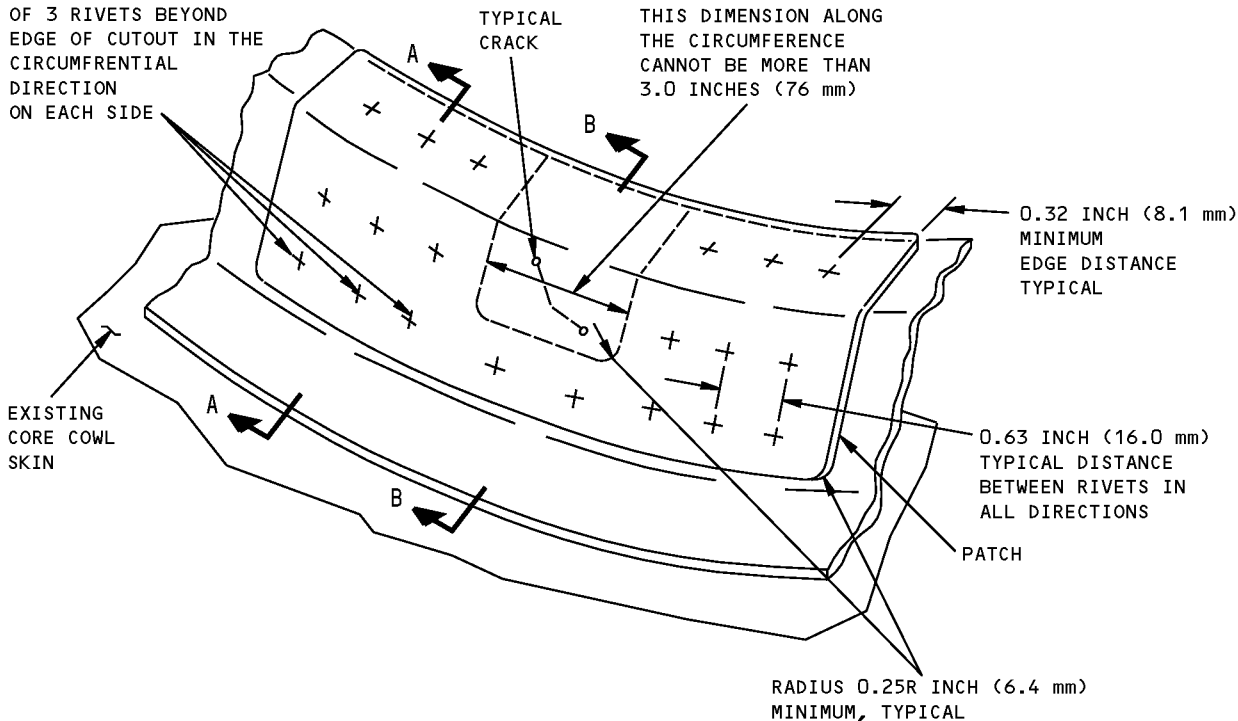 OF 3 RIVETS BEYOND
EDGE OF CUTOUT IN THE
CIRCUMFRENTIAL
DIRECTION
ON EACH SIDE
TYPICAL
CRACK
THIS DIMENSION ALONG
THE CIRCUMFERENCE
CANNOT BE MORE THAN
3.0 INCHES (76 mm)
A
B
0.32 INCH (8.1 mm)
MINIMUM
EDGE DISTANCE
TYPICAL
EXISTING
CORE COWL
SKIN
A
B
0.63 INCH (16.0 mm)
TYPICAL DISTANCE
BETWEEN RIVETS IN
ALL DIRECTIONS
PATCH
RADIUS 0.25R INCH (6.4 mm)
MINIMUM, TYPICAL